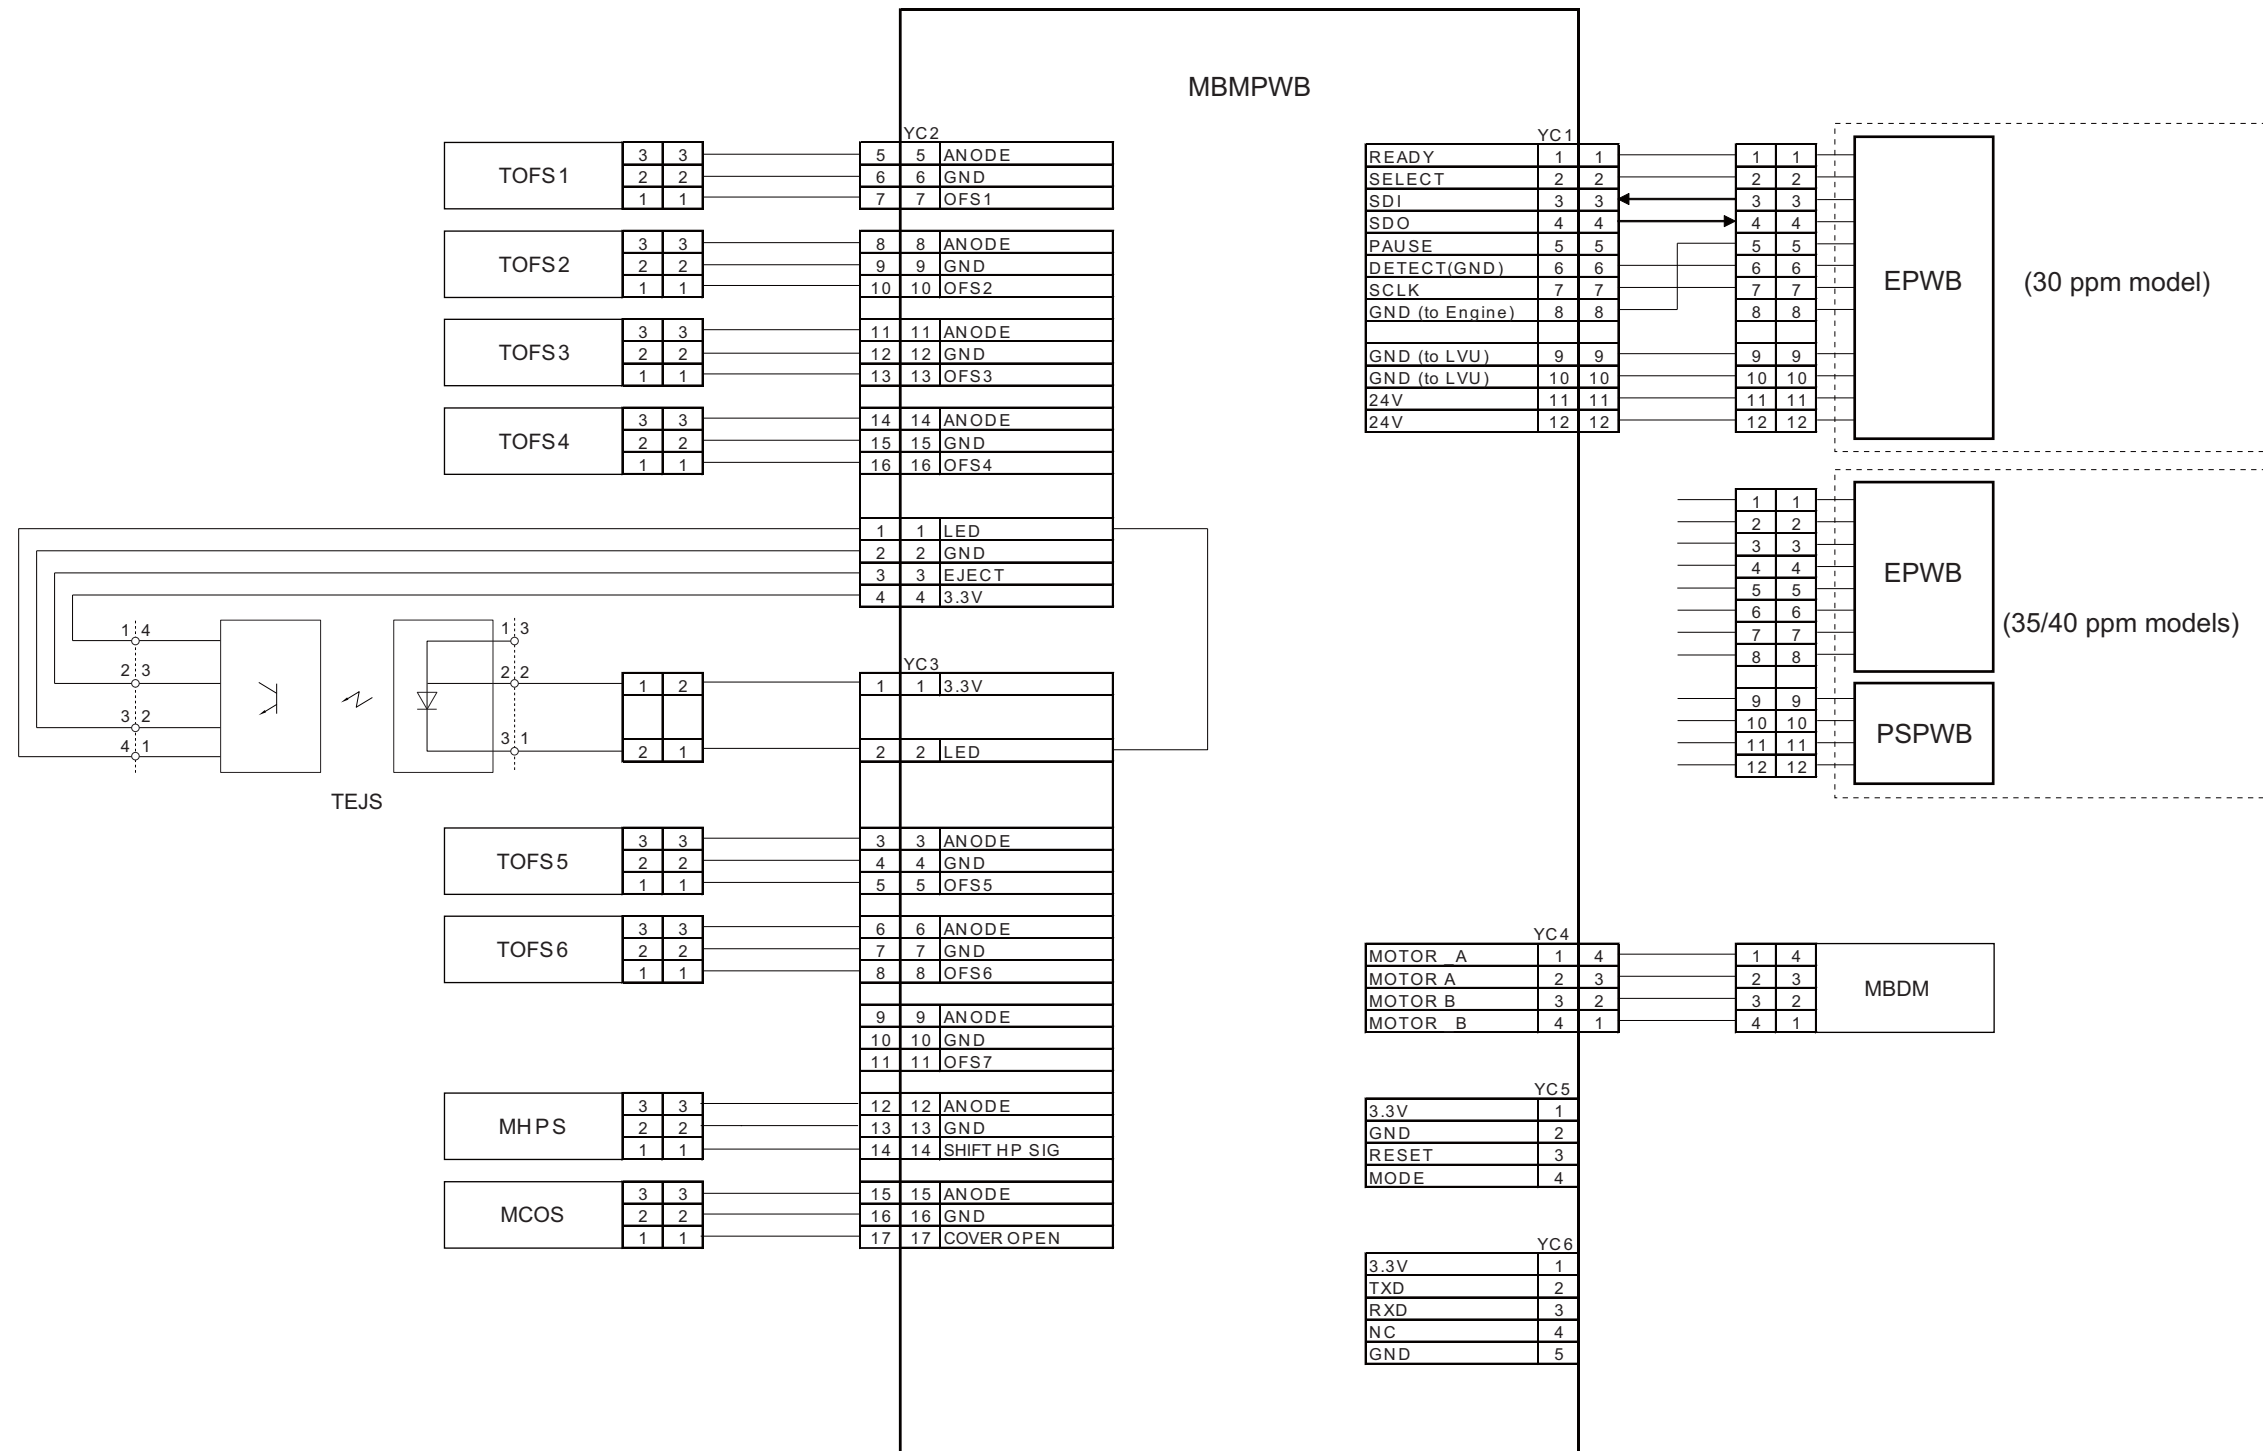 MBMPWB
YC2
TOFS1
3 3
2 2
1 1
5 5 ANODE
6 6 GND
7 7 OFS1
TOFS2
3 3
2 2
1 1
8 8 ANODE
9 9 GND
10 10 OFS2
TOFS3
3 3
2 2
1 1
11 11 ANODE
12 12 GND
13 13 OFS3
TOFS4
3 3
2 2
1 1
14 14 ANODE
15 15 GND
16 16 OFS4
1 1 LED
2 2 GND
3 3 EJECT
4 4 3.3V
1 4
2 3
3 2
4 1
1 3
2 2
3 1
TEJS
1 2
2 1
YC3
1 1 3.3V
2 2 LED
TOFS5
3 3
2 2
1 1
3 3 ANODE
4 4 GND
5 5 OFS5
TOFS6
3 3
2 2
1 1
6 6 ANODE
7 7 GND
8 8 OFS6
9 9 ANODE
10 10 GND
11 11 OFS7
MHPS
3 3
2 2
1 1
12 12 ANODE
13 13 GND
14 14 SHIFT HP SIG
MCOS
3 3
2 2
1 1
15 15 ANODE
16 16 GND
17 17 COVER OPEN
YC1
READY 1 1 1 1
SELECT 2 2 2 2
SDI 3 3 3 3
SDO 4 4 4 4
PAUSE 5 5 5 5
DETECT(GND) 6 6 6 6
SCLK 7 7 7 7
GND (to Engine) 8 8 8 8
GND (to LVU) 9 9 9 9
GND (to LVU) 10 10 10 10
24V 11 11 11 11
24V 12 12 12 12
EPWB
(30 ppm model)
1 1
2 2
3 3
4 4
5 5
6 6
7 7
8 8
9 9
10 10
11 11
12 12
EPWB
(35/40 ppm models)
PSPWB
YC4
MOTOR _A 1 4 1 4
MOTOR A 2 3 2 3
MOTOR B 3 2 3 2
MOTOR _B 4 1 4 1
MBDM
YC5
3.3V 1
GND 2
RESET 3
MODE 4
YC6
3.3V 1
TXD 2
RXD 3
NC 4
GND 5